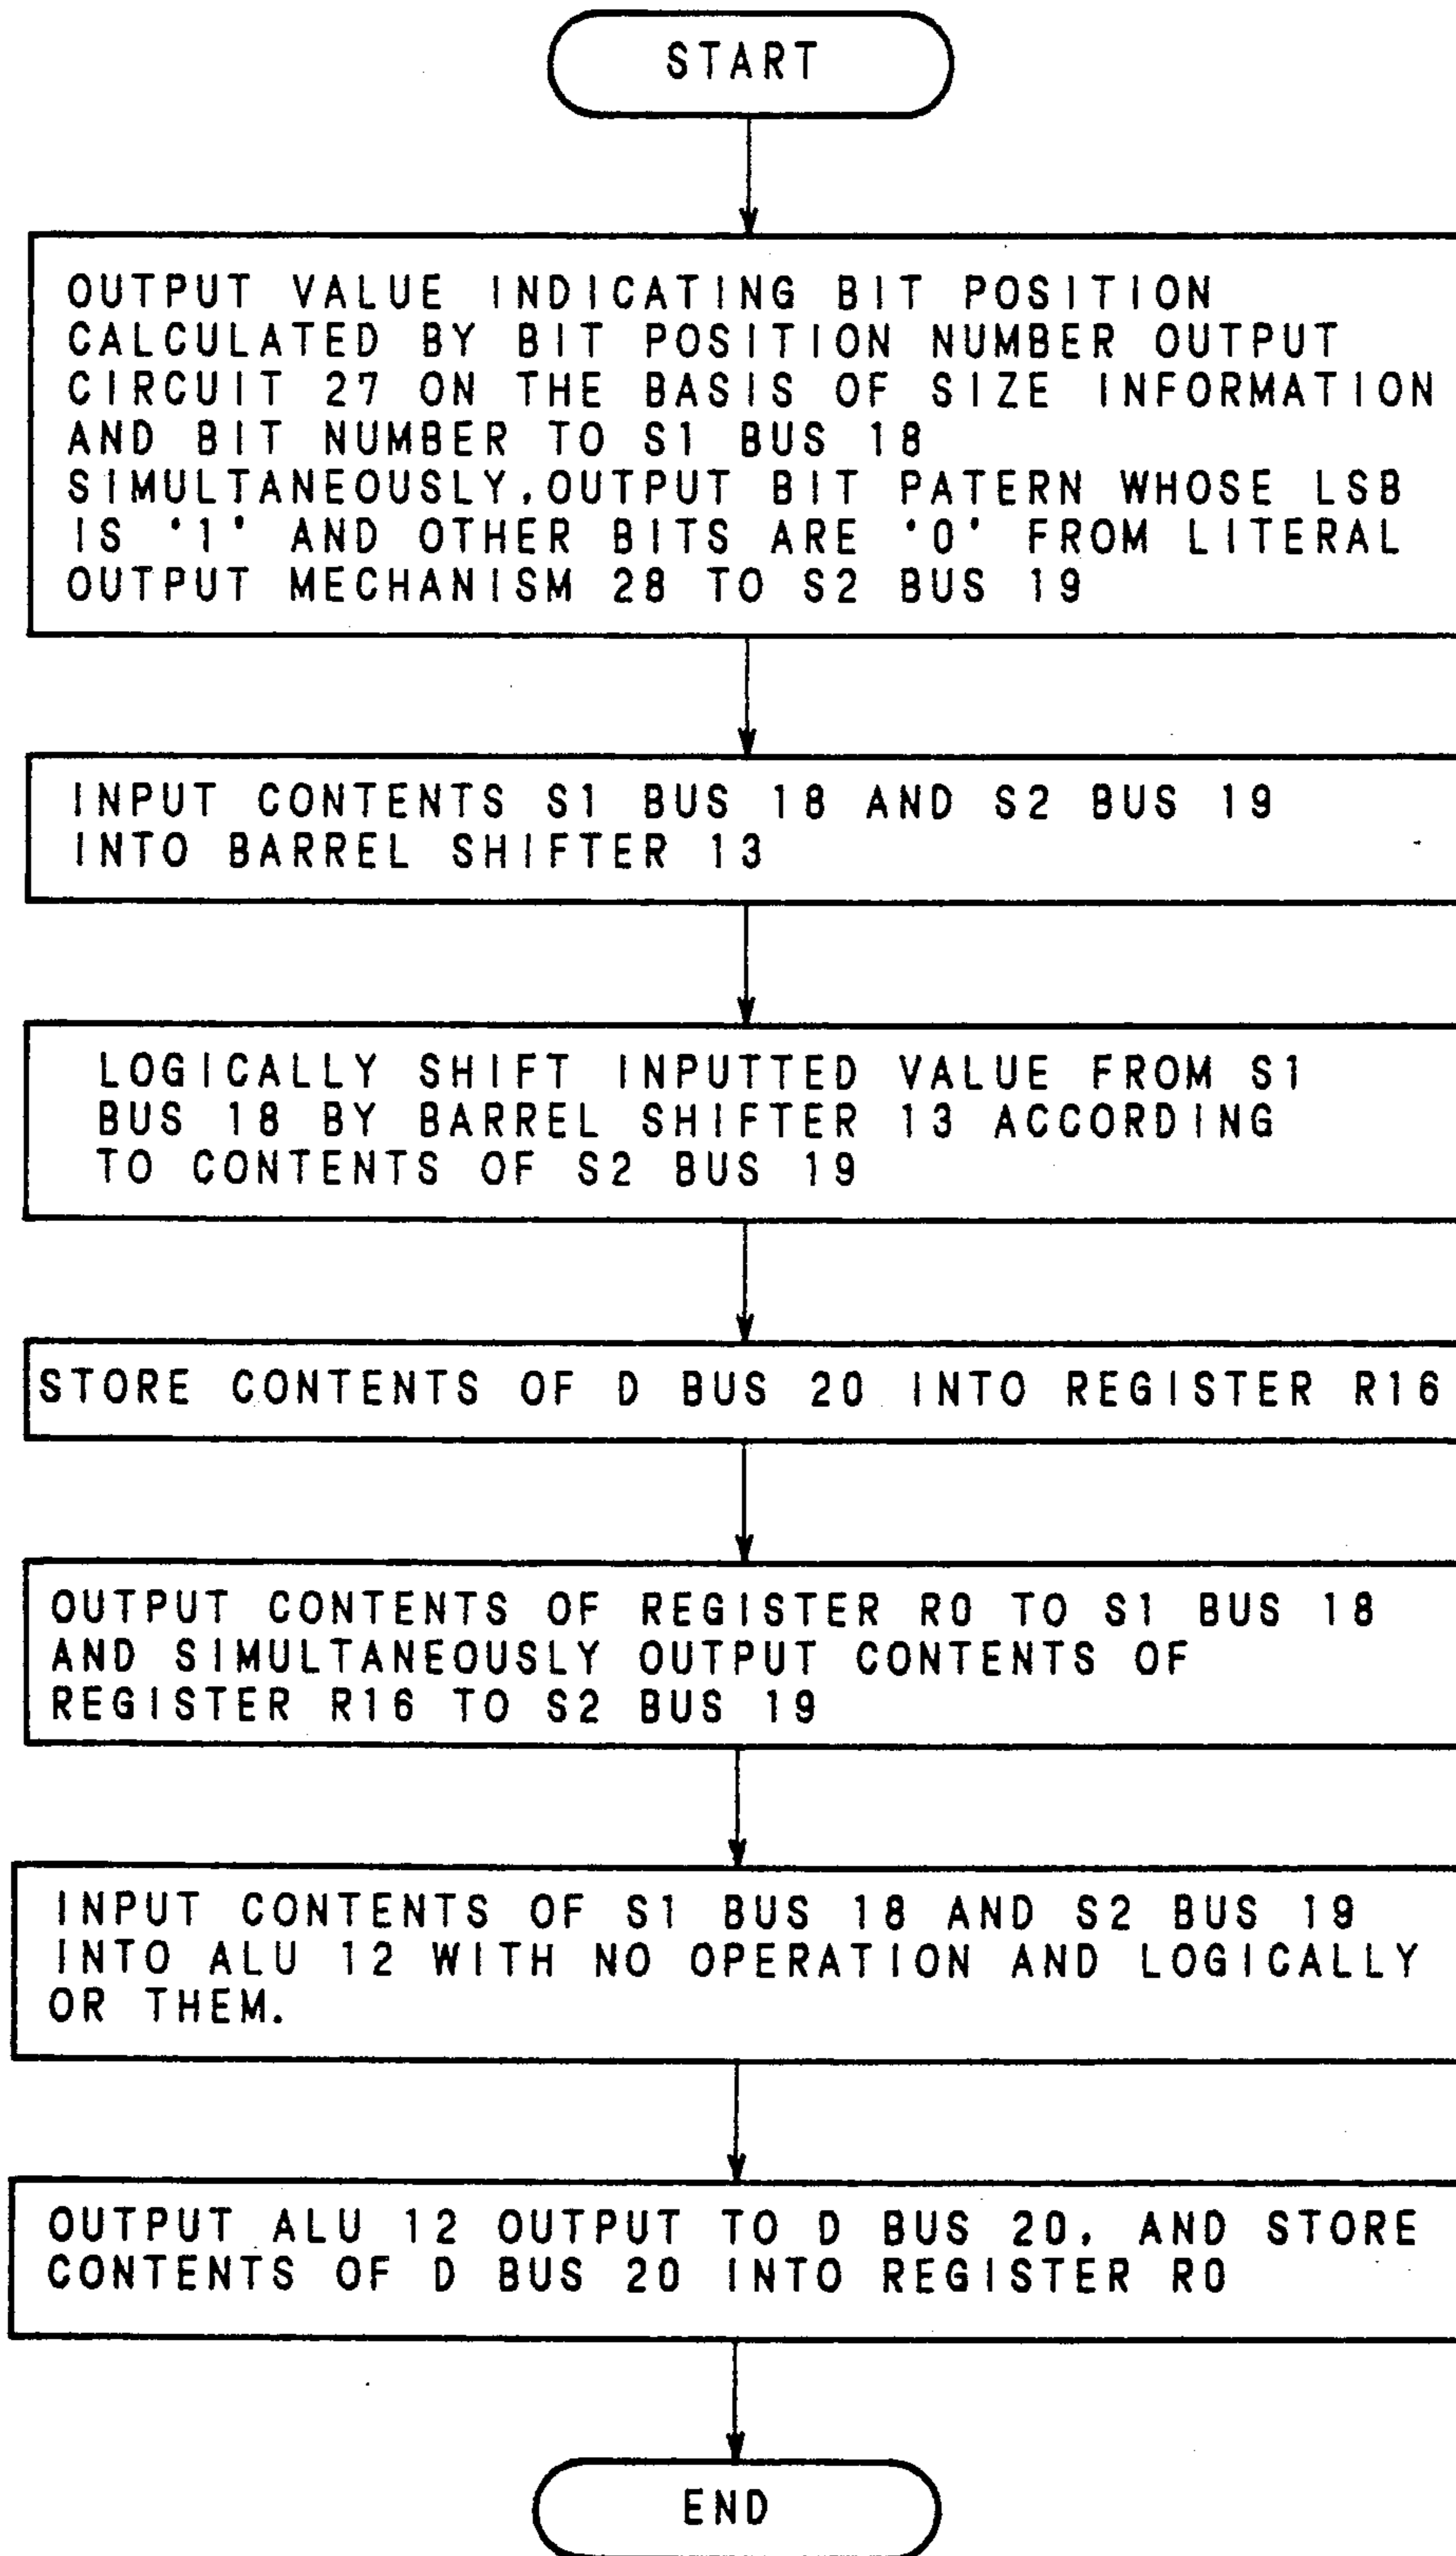 START
OUTPUT VALUE INDICATING BIT POSITION
CALCULATED BY BIT POSITION NUMBER OUTPUT
CIRCUIT 27 ON THE BASIS OF SIZE INFORMATION
AND BIT NUMBER TO S1 BUS 18
SIMULTANEOUSLY, OUTPUT BIT PATERN WHOSE LSB
IS '1' AND OTHER BITS ARE '0' FROM LITERAL
OUTPUT MECHANISM 28 TO S2 BUS 19
INPUT CONTENTS S1 BUS 18 AND S2 BUS 19
INTO BARREL SHIFTER 13
LOGICALLY SHIFT INPUTTED VALUE FROM S1
BUS 18 BY BARREL SHIFTER 13 ACCORDING
TO CONTENTS OF S2 BUS 19
STORE CONTENTS OF D BUS 20 INTO REGISTER R16
OUTPUT CONTENTS OF REGISTER R0 TO S1 BUS 18
AND SIMULTANEOUSLY OUTPUT CONTENTS OF
REGISTER R16 TO S2 BUS 19
INPUT CONTENTS OF S1 BUS 18 AND S2 BUS 19
INTO ALU 12 WITH NO OPERATION AND LOGICALLY
OR THEM.
OUTPUT ALU 12 OUTPUT TO D BUS 20, AND STORE
CONTENTS OF D BUS 20 INTO REGISTER R0
END